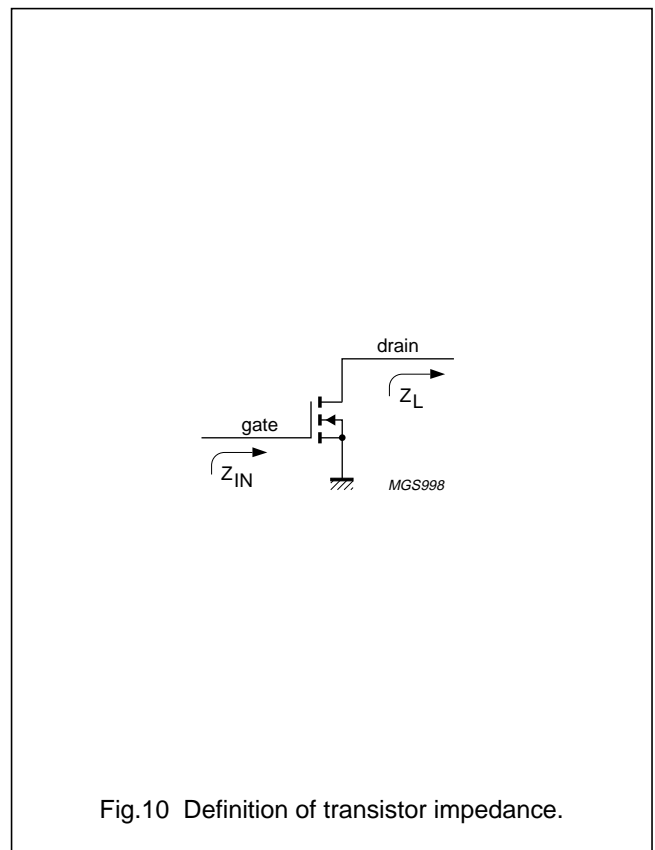 drain
Z_L
gate
Z_IN
MGS998
Fig.10 Definition of transistor impedance.